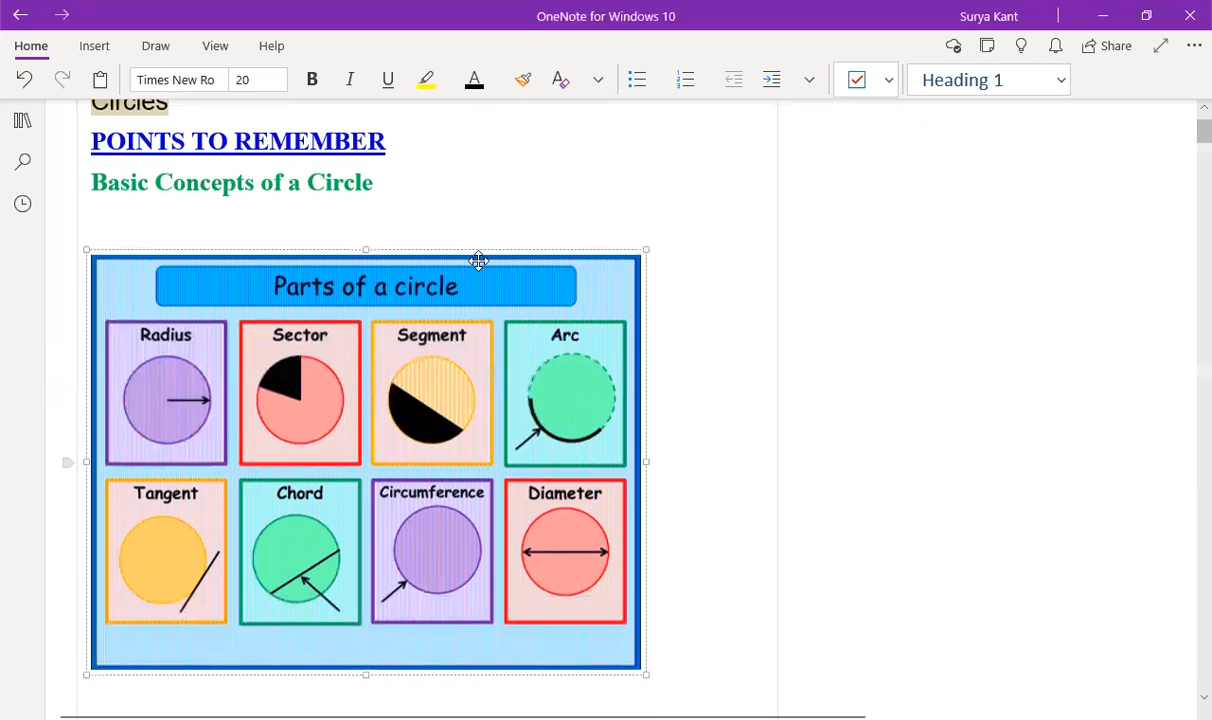 OneNote for Windows 10
Surya Kant
Home Insert Draw View Help
Share
Times New Ro 20
B I U A A Heading 1
Circles
POINTS TO REMEMBER
Basic Concepts of a Circle
Parts of a circle
Radius Sector Segment Arc
Tangent Chord Circumference Diameter